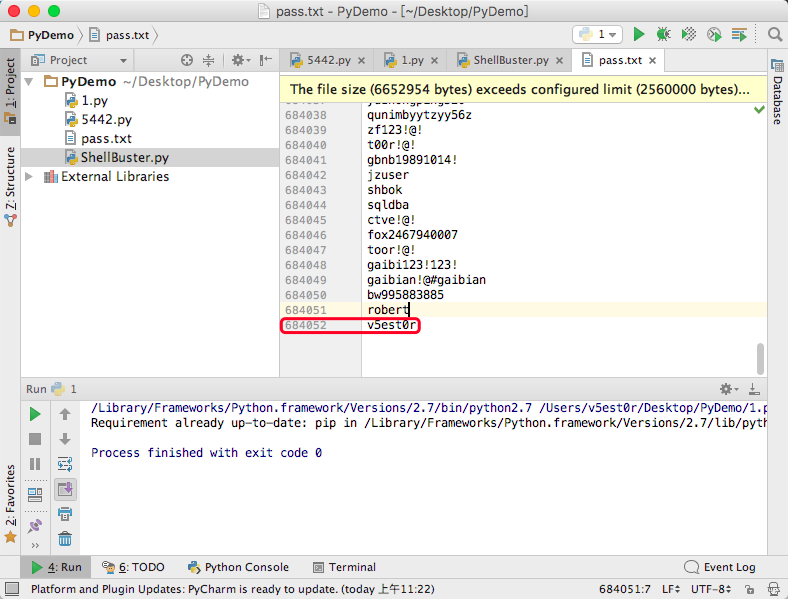 pass.txt - PyDemo - [~/Desktop/PyDemo]
PyDemo pass.txt 1
Project 5442.py 1.py ShellBuster.py pass.txt
PyDemo ~/Desktop/PyDemo
1.py
5442.py
pass.txt
ShellBuster.py
External Libraries
The file size (6652954 bytes) exceeds configured limit (2560000 bytes)...
684038 qunimbyytzyy56z
684039 zf123!@!
684040 t00r!@!
684041 gbnb19891014!
684042 jzuser
684043 shbok
684044 sqldba
684045 ctve!@!
684046 fox2467940007
684047 toor!@!
684048 gaibi123!123!
684049 gaibian!@#gaibian
684050 bw995883885
684051 robert
684052 v5est0r
1: Project
7: Structure
2: Favorites
Database
Run 1
/Library/Frameworks/Python.framework/Versions/2.7/bin/python2.7 /Users/v5est0r/Desktop/PyDemo/1.p
Requirement already up-to-date: pip in /Library/Frameworks/Python.framework/Versions/2.7/lib/pyth
Process finished with exit code 0
>>
4: Run 6: TODO Python Console Terminal Event Log
Platform and Plugin Updates: PyCharm is ready to update. (today 上午11:22) 684051:7 LF UTF-8